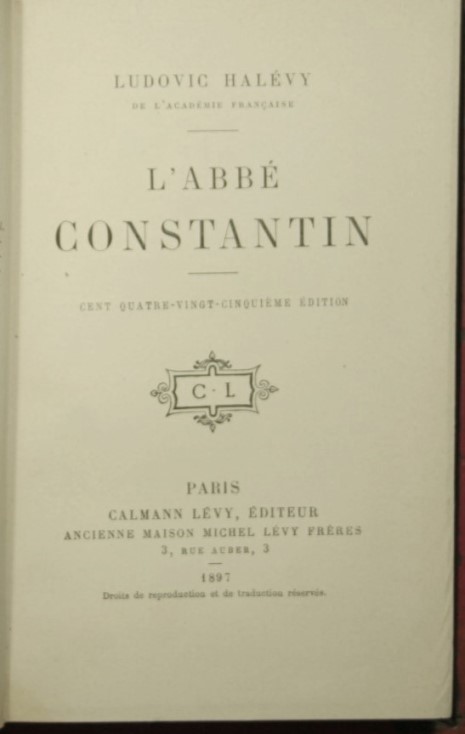 LUDOVIC HALÉVY
DE L'ACADÉMIE FRANÇAISE
L'ABBÉ
CONSTANTIN
CENT QUATRE-VINGT-CINQUIÈME ÉDITION
C · L
PARIS
CALMANN LÉVY, ÉDITEUR
ANCIENNE MAISON MICHEL LÉVY FRÈRES
3, RUE AUBER, 3
1897
Droits de reproduction et de traduction réservés.